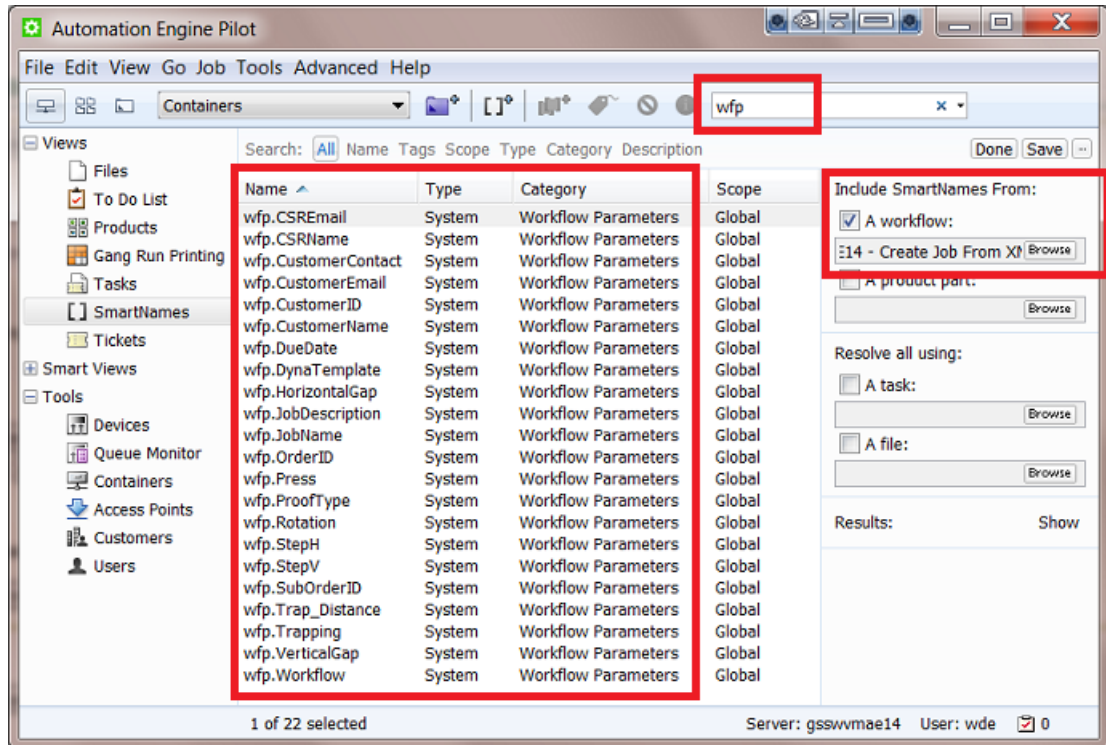 Automation Engine Pilot
File Edit View Go Job Tools Advanced Help
Containers
wfp
Views
Files
To Do List
Products
Gang Run Printing
Tasks
SmartNames
Tickets
Smart Views
Tools
Devices
Queue Monitor
Containers
Access Points
Customers
Users
Search: All Name Tags Scope Type Category Description
Done Save
Name Type Category Scope
wfp.CSREmail System Workflow Parameters Global
wfp.CSRName System Workflow Parameters Global
wfp.CustomerContact System Workflow Parameters Global
wfp.CustomerEmail System Workflow Parameters Global
wfp.CustomerID System Workflow Parameters Global
wfp.CustomerName System Workflow Parameters Global
wfp.DueDate System Workflow Parameters Global
wfp.DynaTemplate System Workflow Parameters Global
wfp.HorizontalGap System Workflow Parameters Global
wfp.JobDescription System Workflow Parameters Global
wfp.JobName System Workflow Parameters Global
wfp.OrderID System Workflow Parameters Global
wfp.Press System Workflow Parameters Global
wfp.ProofType System Workflow Parameters Global
wfp.Rotation System Workflow Parameters Global
wfp.StepH System Workflow Parameters Global
wfp.StepV System Workflow Parameters Global
wfp.SubOrderID System Workflow Parameters Global
wfp.Trap_Distance System Workflow Parameters Global
wfp.Trapping System Workflow Parameters Global
wfp.VerticalGap System Workflow Parameters Global
wfp.Workflow System Workflow Parameters Global
Include SmartNames From:
A workflow:
E14 - Create Job From XM Browse
A product part:
Browse
Resolve all using:
A task:
Browse
A file:
Browse
Results: Show
1 of 22 selected
Server: gsswvmae14 User: wde 0